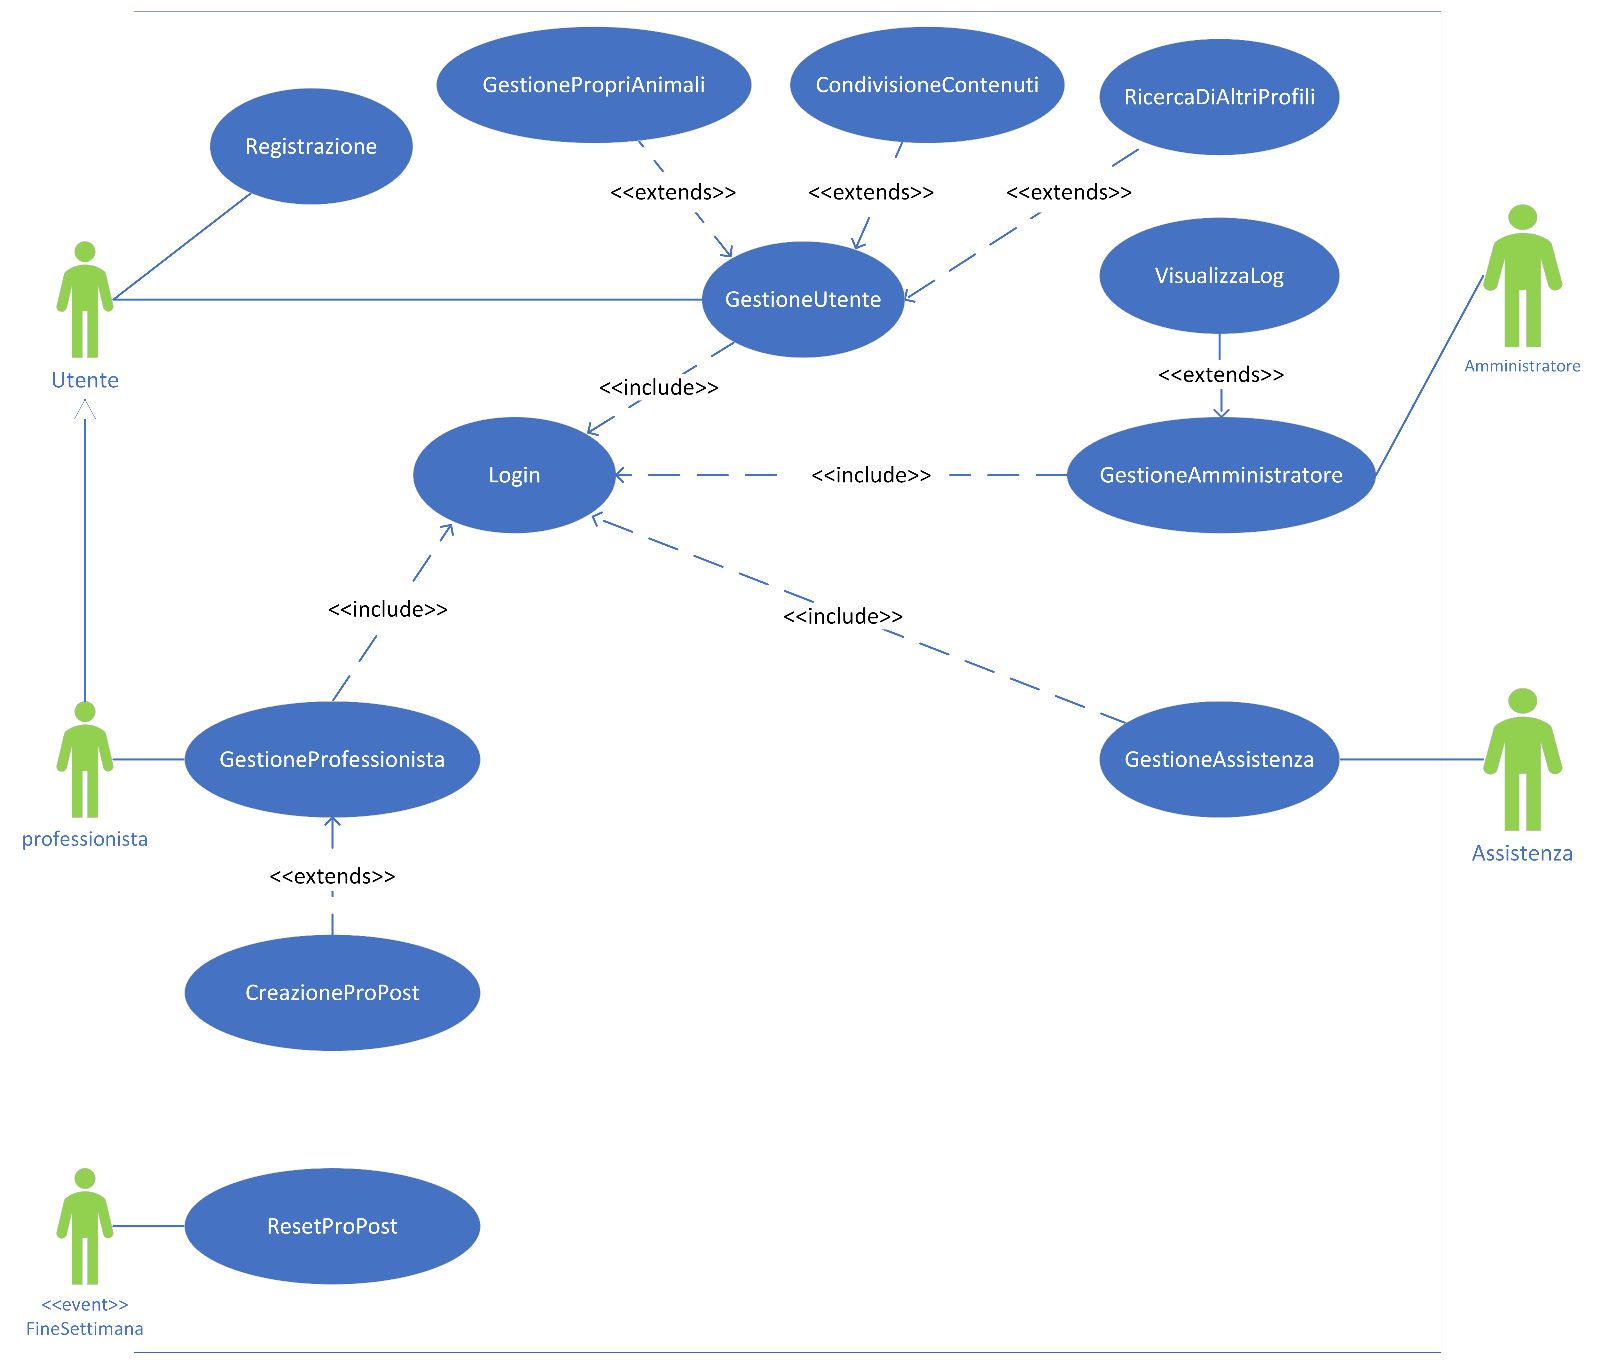 GestionePropriAnimali
CondivisioneContenuti
RicercaDiAltriProfili
Registrazione
<<extends>>
<<extends>>
<<extends>>
VisualizzaLog
GestioneUtente
Amministratore
Utente
<<extends>>
<<include>>
Login
<<include>>
GestioneAmministratore
<<include>>
<<include>>
GestioneProfessionista
GestioneAssistenza
professionista
Assistenza
<<extends>>
CreazioneProPost
ResetProPost
<<event>>
FineSettimana